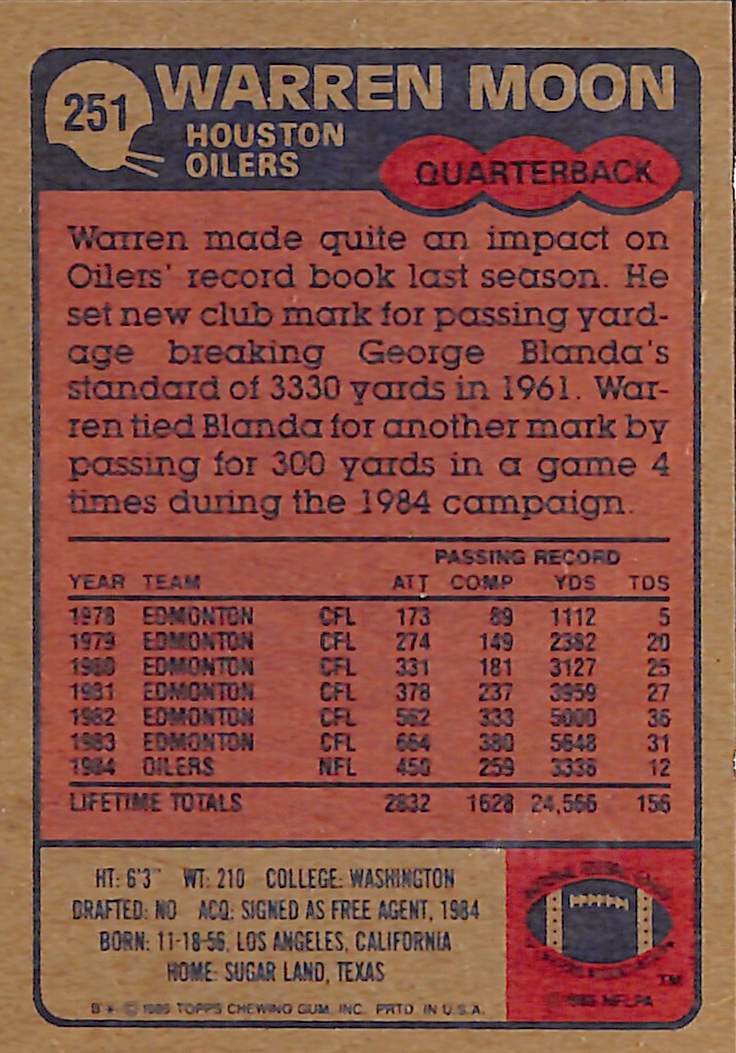 251
WARREN MOON
HOUSTON
OILERS
QUARTERBACK
Warren made quite an impact on
Oilers' record book last season. He
set new club mark for passing yard-
age breaking George Blanda's
standard of 3330 yards in 1961. War-
ren tied Blanda for another mark by
passing for 300 yards in a game 4
times during the 1984 campaign.
PASSING RECORD
YEAR TEAM ATT COMP YDS TDS
1978 EDMONTON CFL 173 89 1112 5
1979 EDMONTON CFL 274 149 2382 20
1980 EDMONTON CFL 331 181 3127 25
1981 EDMONTON CFL 378 237 3959 27
1982 EDMONTON CFL 562 333 5000 36
1983 EDMONTON CFL 664 380 5648 31
1984 OILERS NFL 450 259 3338 12
LIFETIME TOTALS 2832 1628 24,566 156
HT: 6'3" WT: 210 COLLEGE: WASHINGTON
DRAFTED: NO ACQ: SIGNED AS FREE AGENT, 1984
BORN: 11-18-56, LOS ANGELES, CALIFORNIA
HOME: SUGAR LAND, TEXAS
B * © 1985 TOPPS CHEWING GUM, INC. PRTD. IN U.S.A.
TM
© 1985 NFLPA